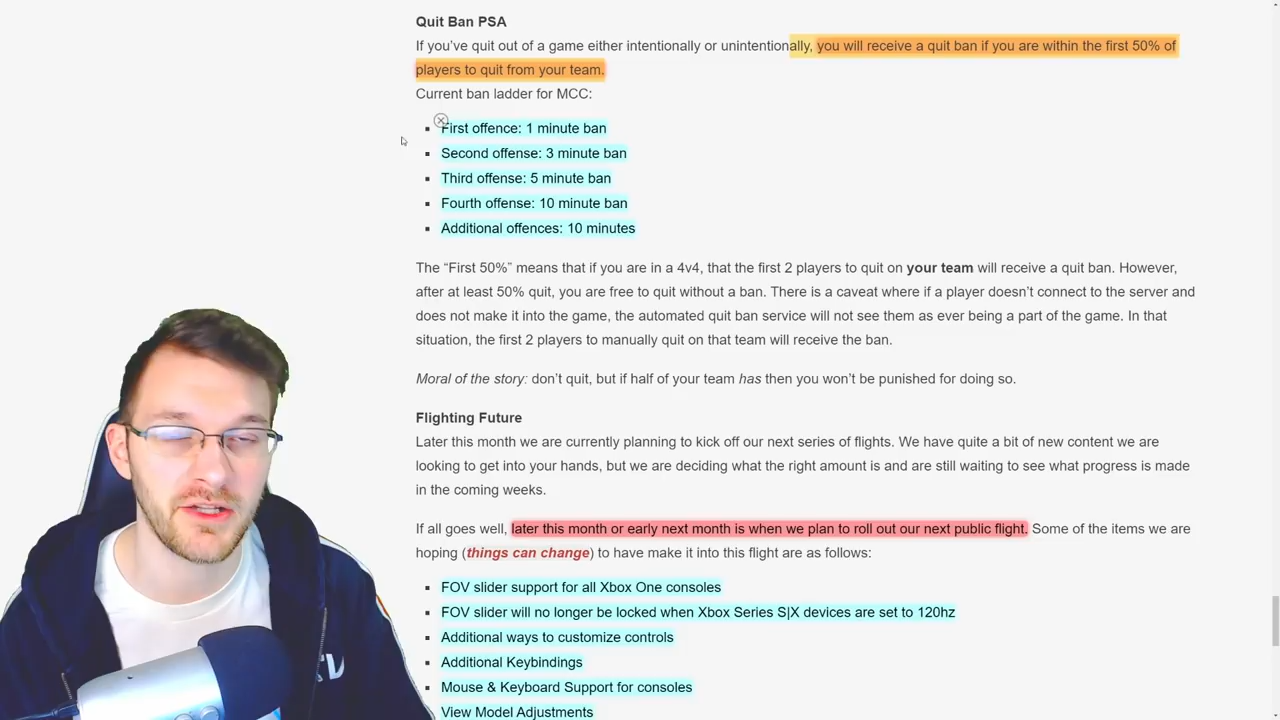 Quit Ban PSA
If you've quit out of a game either intentionally or unintentionally, you will receive a quit ban if you are within the first 50% of
players to quit from your team.
Current ban ladder for MCC:
First offence: 1 minute ban
Second offense: 3 minute ban
Third offense: 5 minute ban
Fourth offense: 10 minute ban
Additional offences: 10 minutes
The “First 50%” means that if you are in a 4v4, that the first 2 players to quit on your team will receive a quit ban. However,
after at least 50% quit, you are free to quit without a ban. There is a caveat where if a player doesn’t connect to the server and
does not make it into the game, the automated quit ban service will not see them as ever being a part of the game. In that
situation, the first 2 players to manually quit on that team will receive the ban.
Moral of the story: don’t quit, but if half of your team has then you won’t be punished for doing so.
Flighting Future
Later this month we are currently planning to kick off our next series of flights. We have quite a bit of new content we are
looking to get into your hands, but we are deciding what the right amount is and are still waiting to see what progress is made
in the coming weeks.
If all goes well, later this month or early next month is when we plan to roll out our next public flight. Some of the items we are
hoping (things can change) to have make it into this flight are as follows:
FOV slider support for all Xbox One consoles
FOV slider will no longer be locked when Xbox Series S|X devices are set to 120hz
Additional ways to customize controls
Additional Keybindings
Mouse & Keyboard Support for consoles
View Model Adjustments